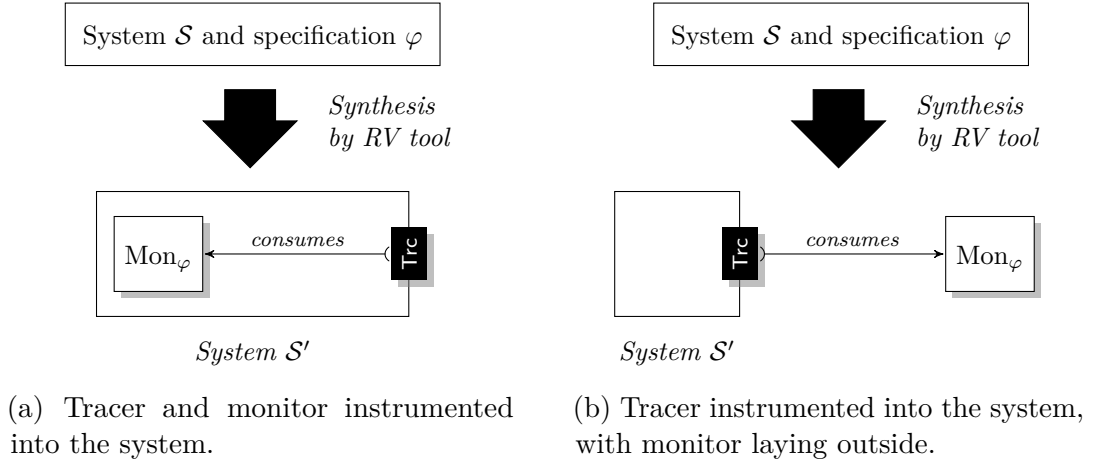 System 𝒮 and specification φ
Synthesis
by RV tool
Mon_φ
consumes
Trc
System 𝒮′
(a) Tracer and monitor instrumented
into the system.
System 𝒮 and specification φ
Synthesis
by RV tool
Trc
consumes
Mon_φ
System 𝒮′
(b) Tracer instrumented into the system,
with monitor laying outside.